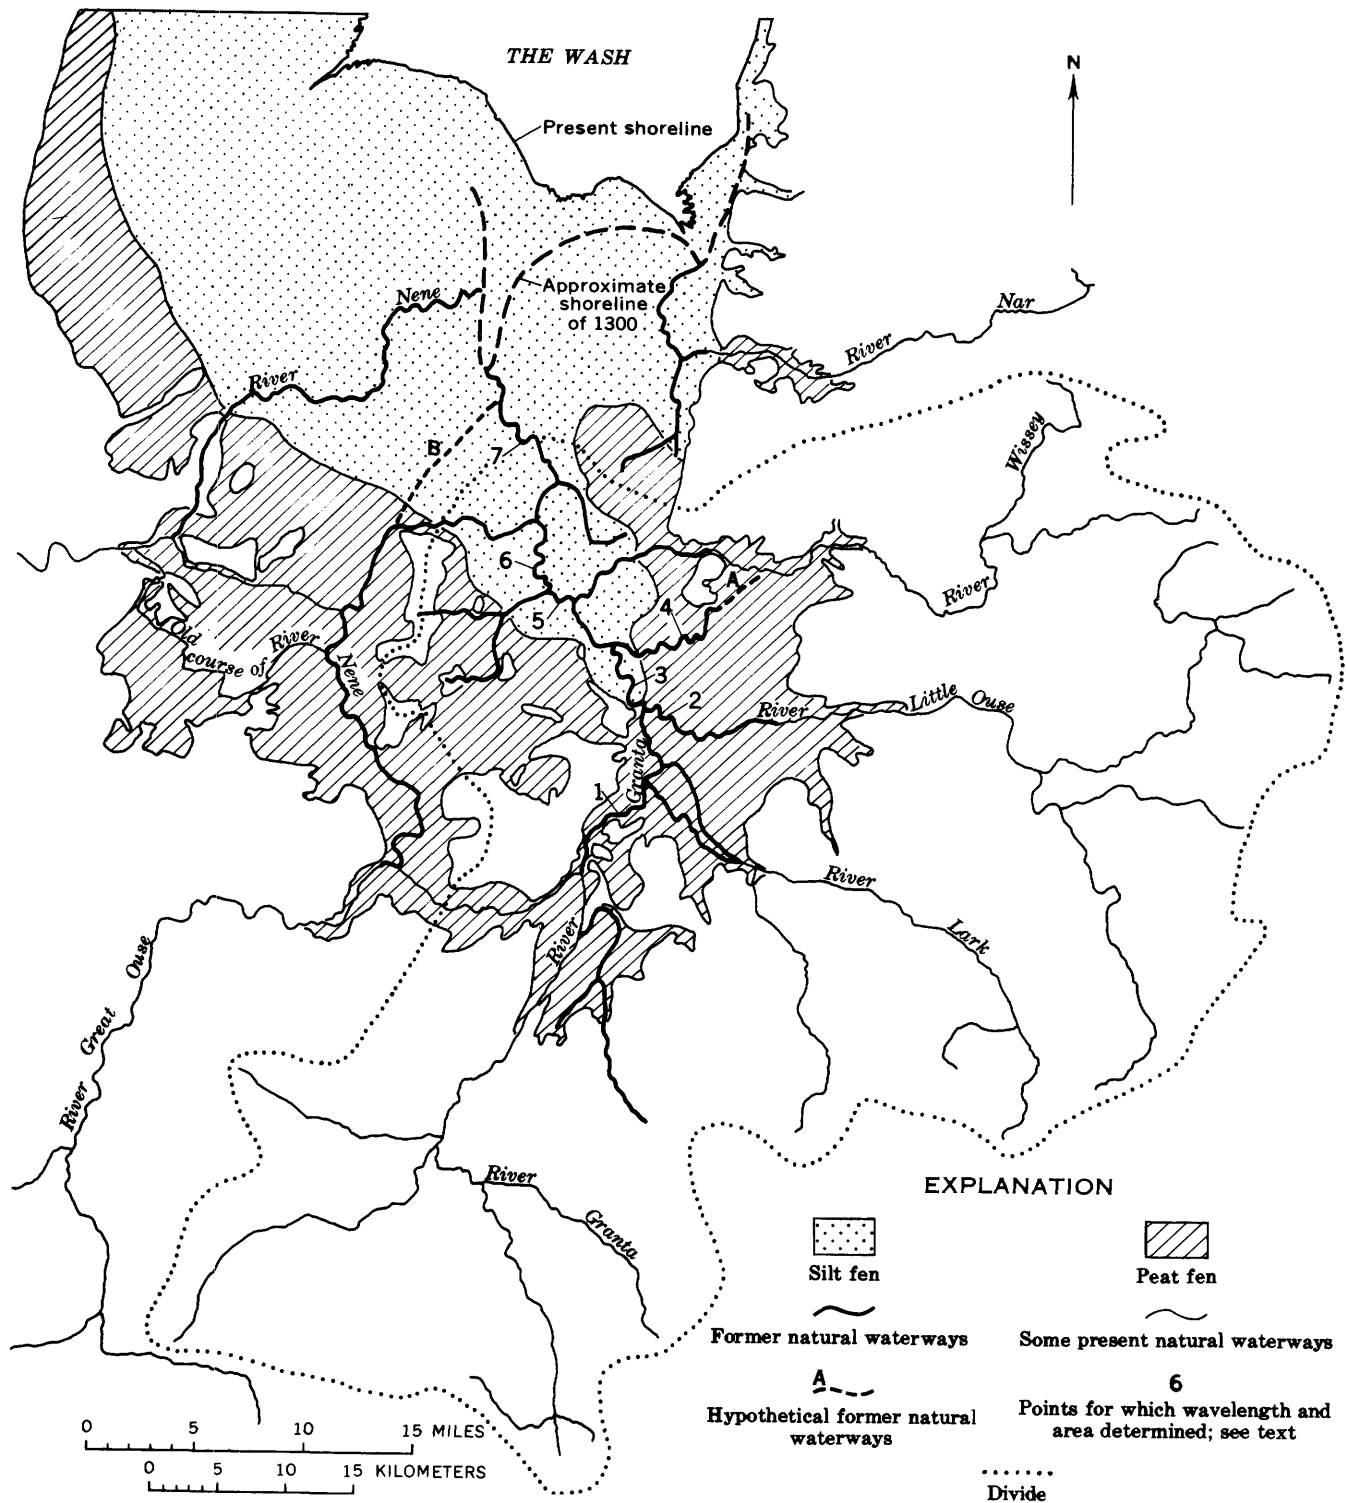 THE WASH
N
Present shoreline
Approximate
shoreline
of 1300
Nene
River
Nar
River
Wissey
River
B
7
6
5
A
4
3
2
1
Old
course of
River
Nene
River
Little
Ouse
Granta
River
Lark
River
River
Great
Ouse
River
Granta
EXPLANATION
Silt fen
Peat fen
Former natural waterways
Some present natural waterways
A
Hypothetical former natural
waterways
6
Points for which wavelength and
area determined; see text
Divide
0 5 10 15 MILES
0 5 10 15 KILOMETERS